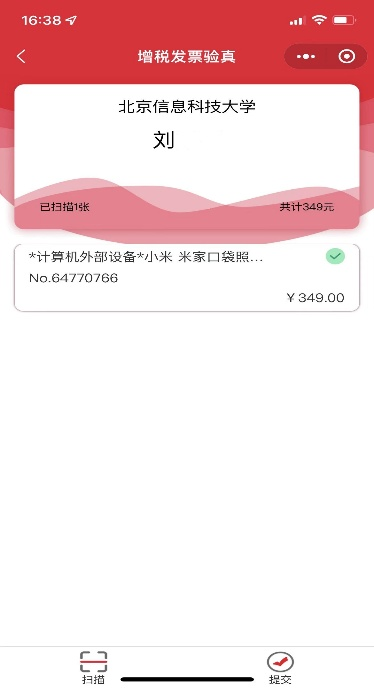 16:38
增税发票验真
北京信息科技大学
刘
已扫描1张 共计349元
*计算机外部设备*小米 米家口袋照...
No.64770766
￥349.00
扫描 提交